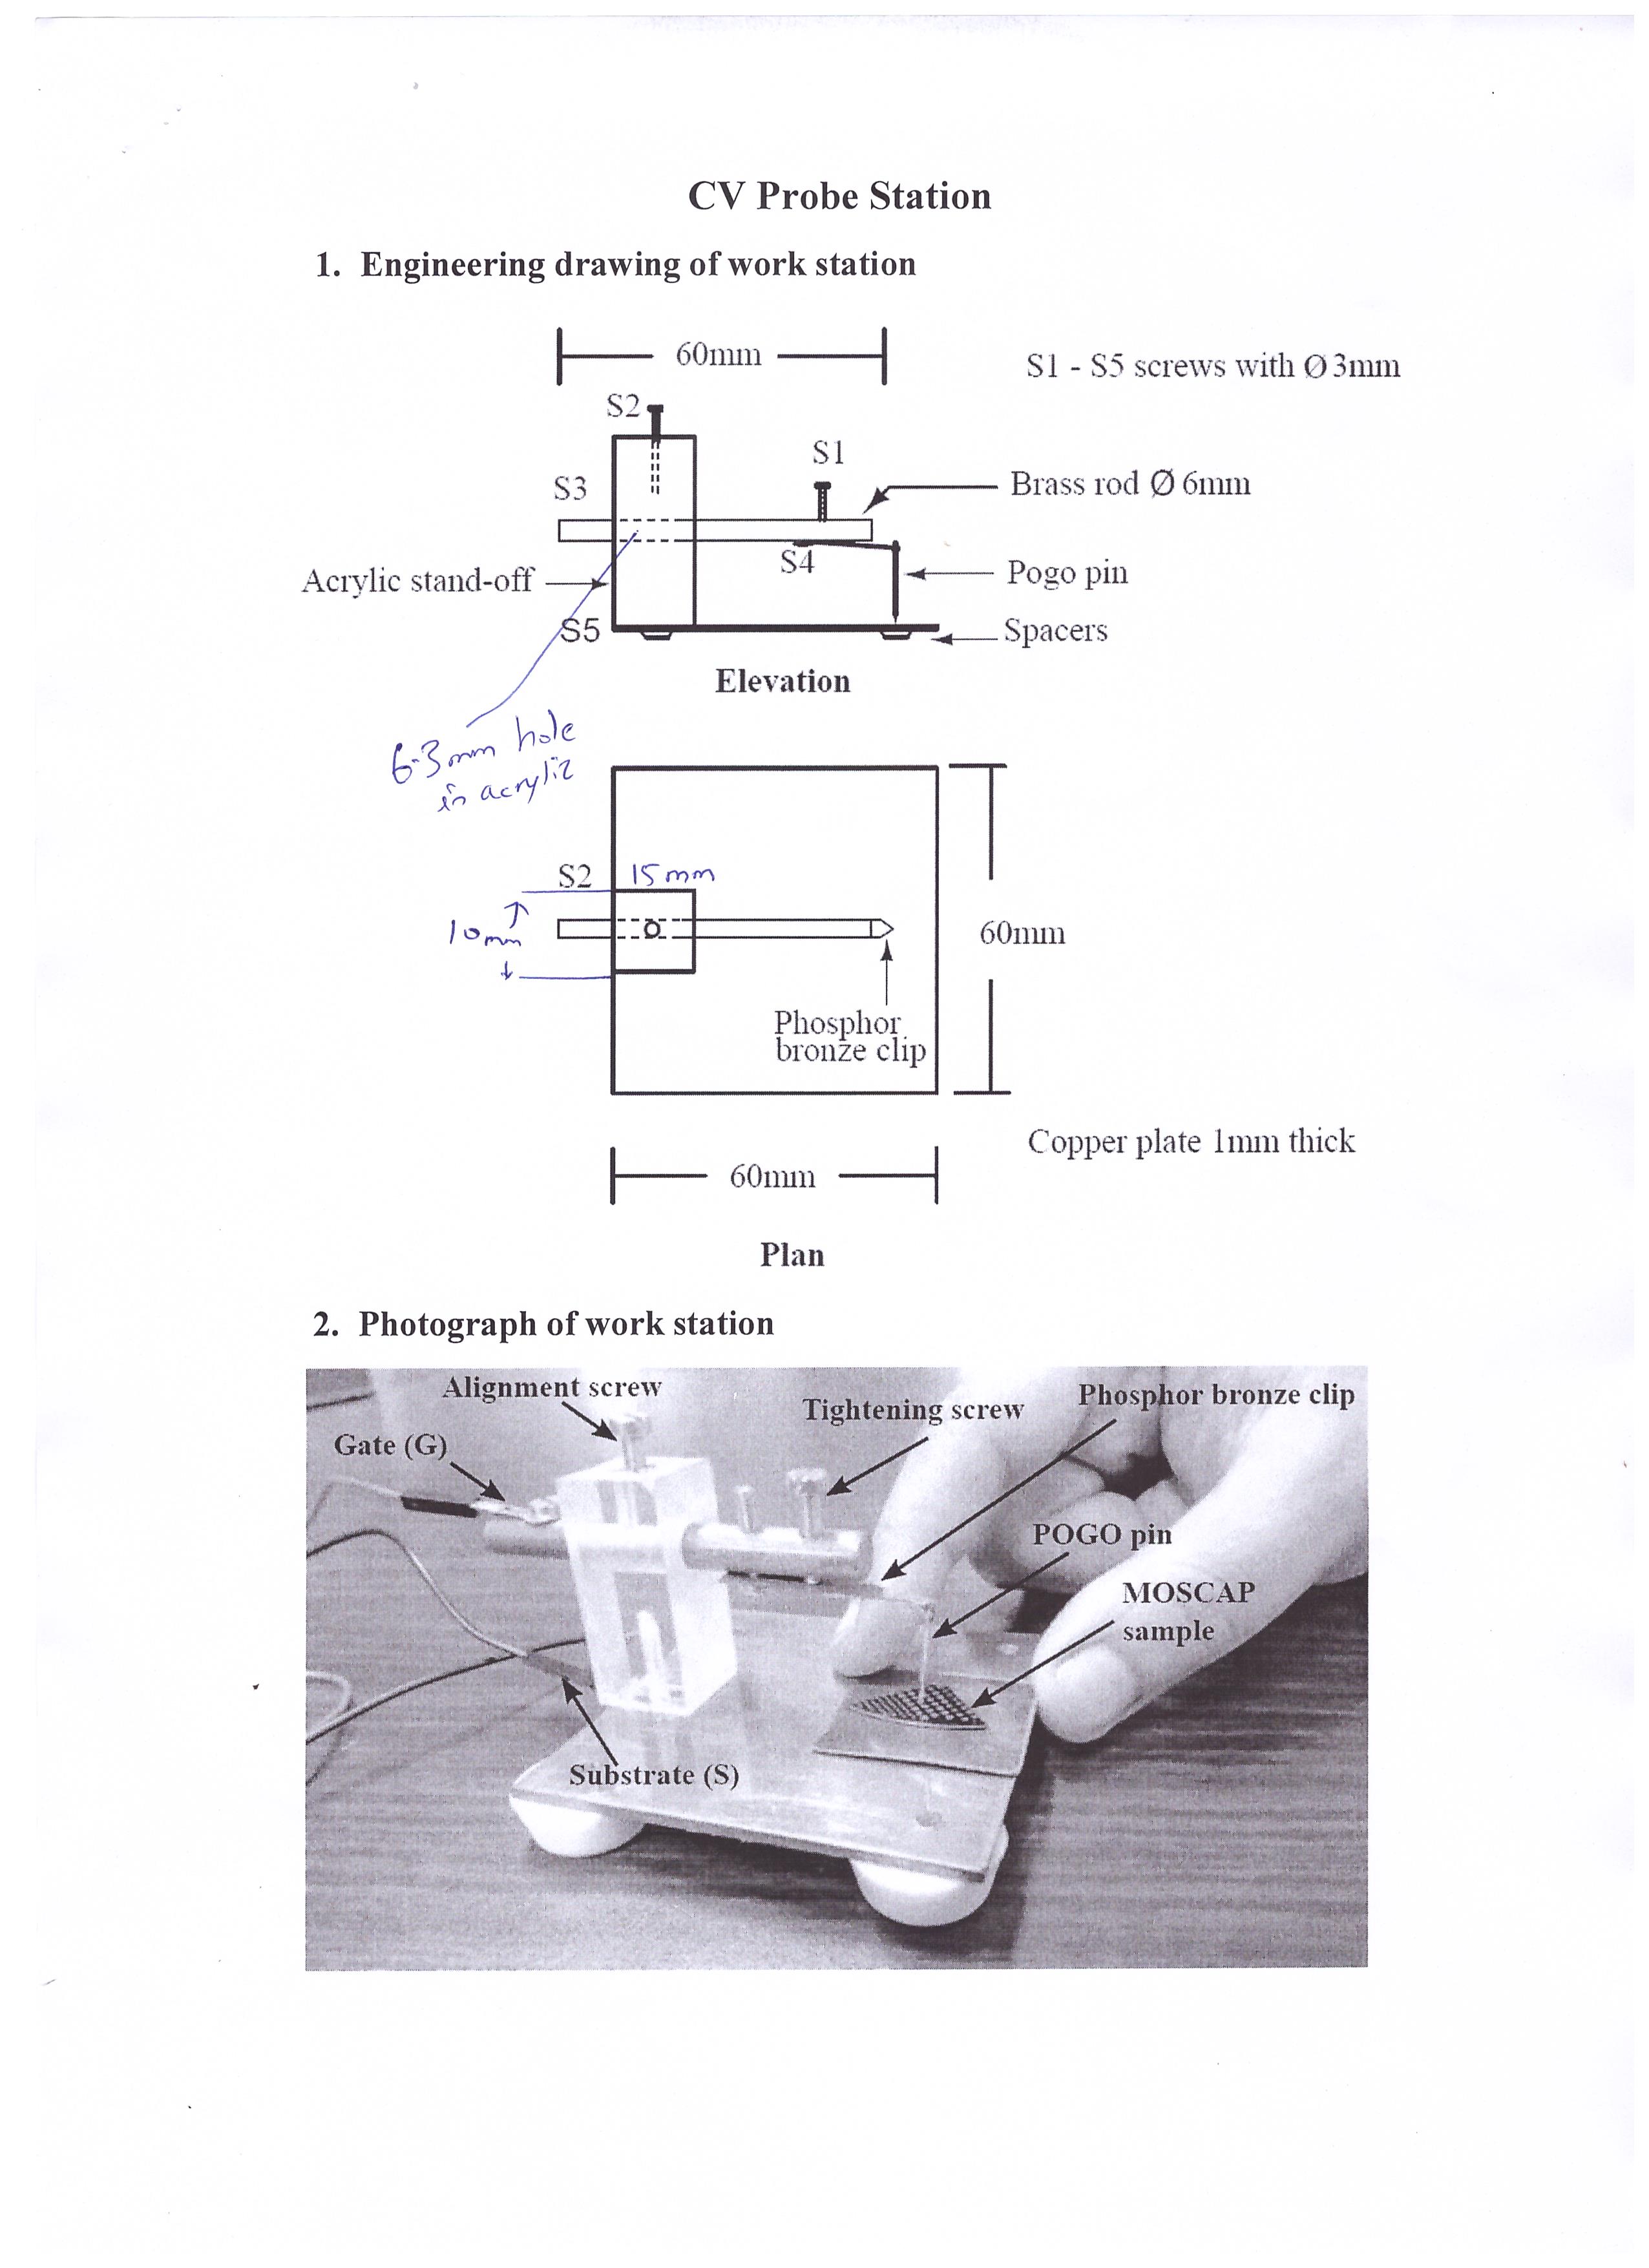 CV Probe Station
1. Engineering drawing of work station
60mm
S1 - S5 screws with Ø 3mm
S2
S1
S3
Brass rod Ø 6mm
S4
Acrylic stand-off
Pogo pin
S5
Spacers
Elevation
6.3mm hole
in acrylic
S2
15mm
10mm
60mm
Phosphor
bronze clip
Copper plate 1mm thick
60mm
Plan
2. Photograph of work station
Alignment screw
Phosphor bronze clip
Tightening screw
Gate (G)
POGO pin
MOSCAP
sample
Substrate (S)